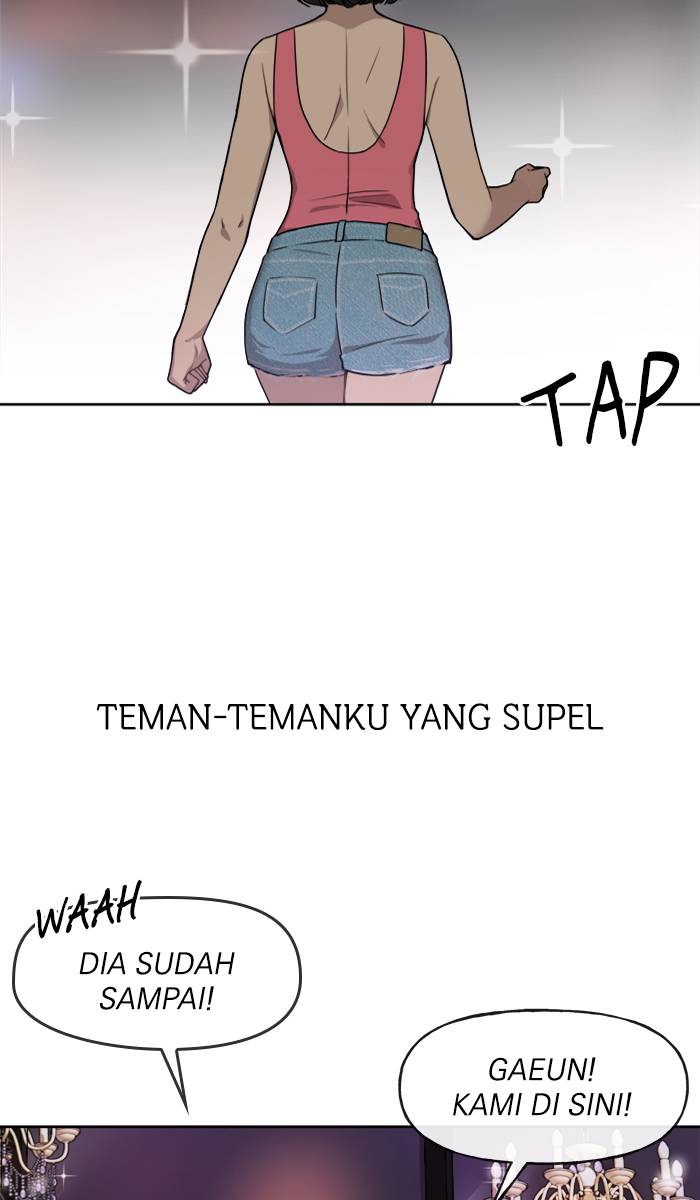 TAP
TEMAN-TEMANKU YANG SUPEL
WAAH
DIA SUDAH
SAMPAI!
GAEUN!
KAMI DI SINI!